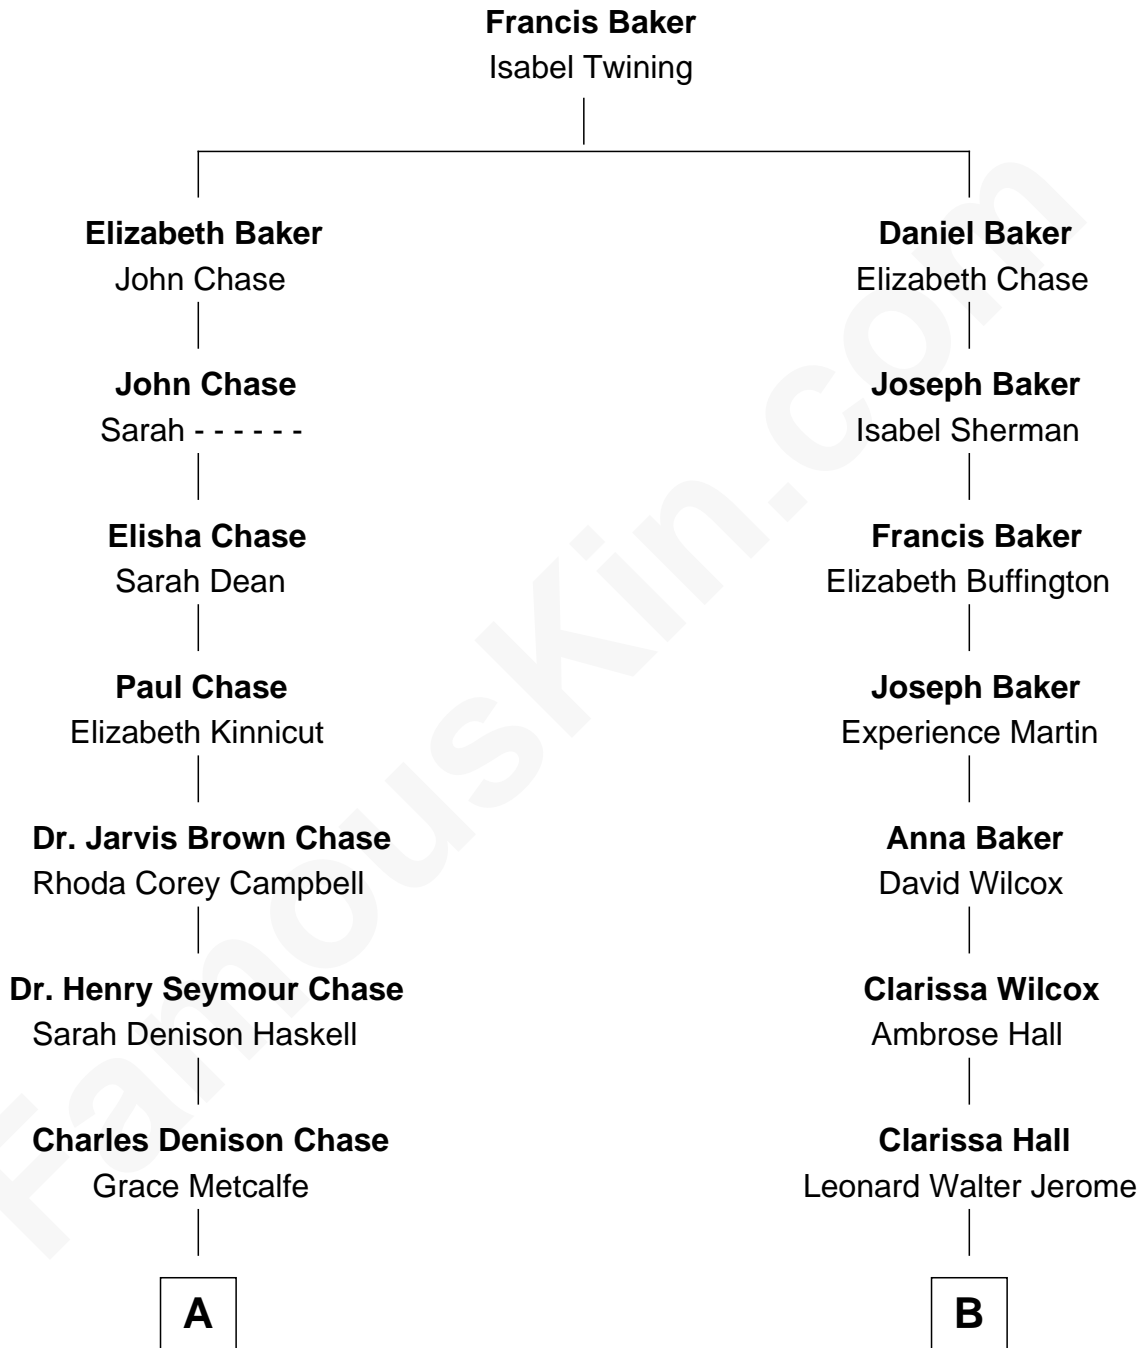 Francis Baker
Isabel Twining
Elizabeth Baker
John Chase
Daniel Baker
Elizabeth Chase
John Chase
Sarah - - - - - -
Joseph Baker
Isabel Sherman
Elisha Chase
Sarah Dean
Francis Baker
Elizabeth Buffington
Paul Chase
Elizabeth Kinnicut
Joseph Baker
Experience Martin
Dr. Jarvis Brown Chase
Rhoda Corey Campbell
Anna Baker
David Wilcox
Dr. Henry Seymour Chase
Sarah Denison Haskell
Clarissa Wilcox
Ambrose Hall
Charles Denison Chase
Grace Metcalfe
Clarissa Hall
Leonard Walter Jerome
A
B
FamousKin.com